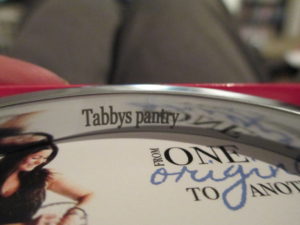 Tabbys pantry
FROM ONE
origin
TO ANOT